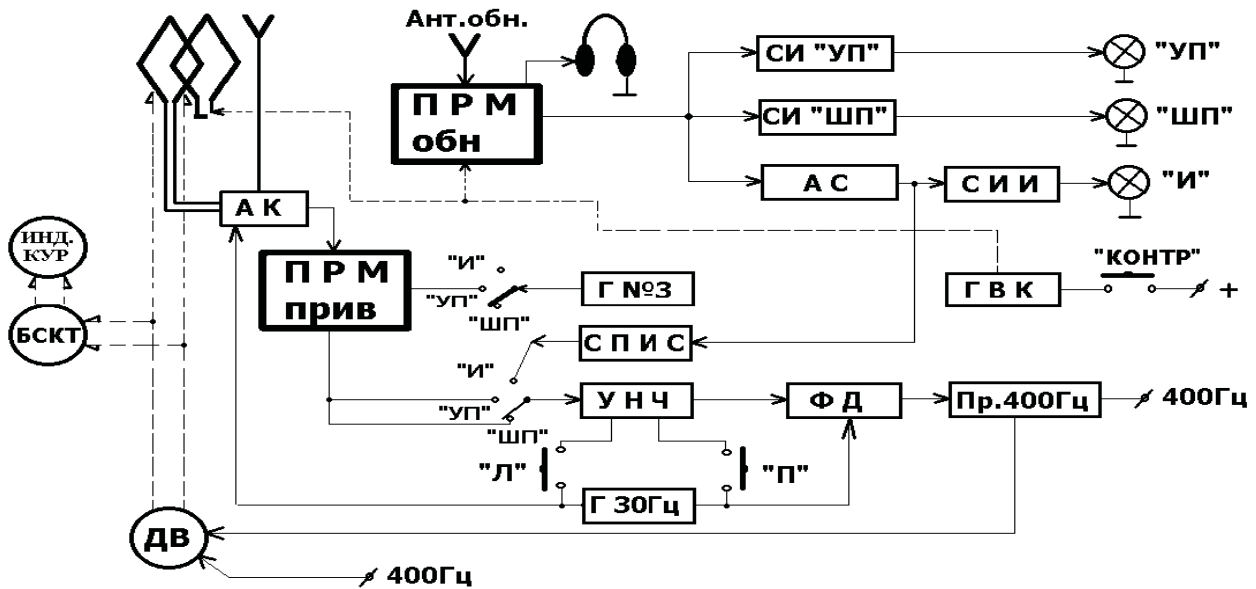 Ант.обн.
СИ "УП"
"УП"
П Р М
обн
СИ "ШП"
"ШП"
А С
С И И
"И"
А К
ИНД.
КУР
П Р М
прив
"И"
"УП"
"ШП"
Г №3
"КОНТР"
Г В К
+
БСКТ
С П И С
"И"
"УП"
"ШП"
У Н Ч
Ф Д
Пр.400Гц
400Гц
"Л"
"П"
Г 30Гц
ДВ
400Гц